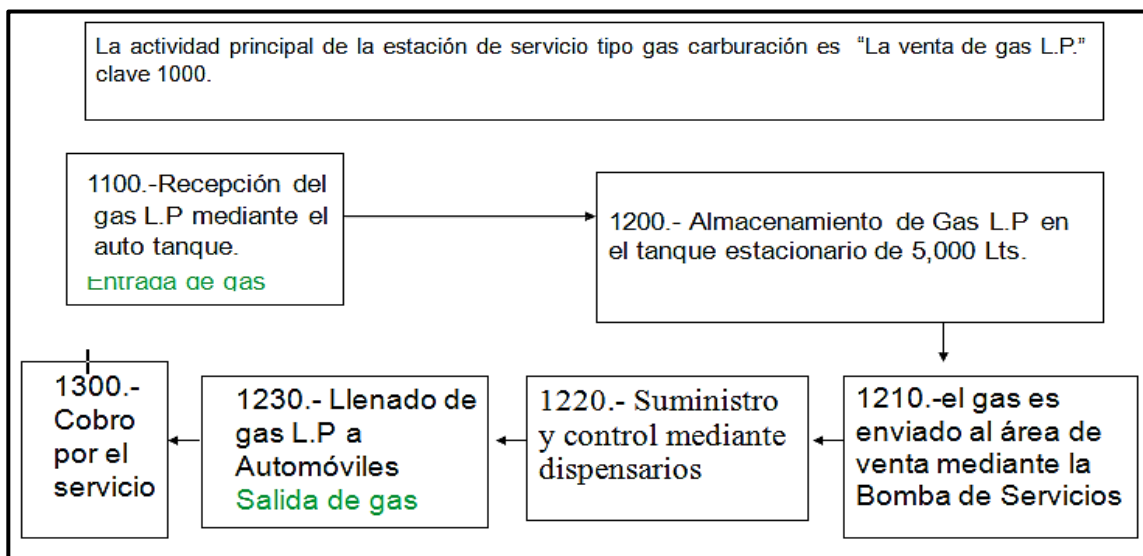 La actividad principal de la estación de servicio tipo gas carburación es “La venta de gas L.P.”
clave 1000.
1100.-Recepción del
gas L.P mediante el
auto tanque.
Entrada de gas
1200.- Almacenamiento de Gas L.P en
el tanque estacionario de 5,000 Lts.
1300.-
Cobro
por el
servicio
1230.- Llenado de
gas L.P a
Automóviles
Salida de gas
1220.- Suministro
y control mediante
dispensarios
1210.-el gas es
enviado al área de
venta mediante la
Bomba de Servicios